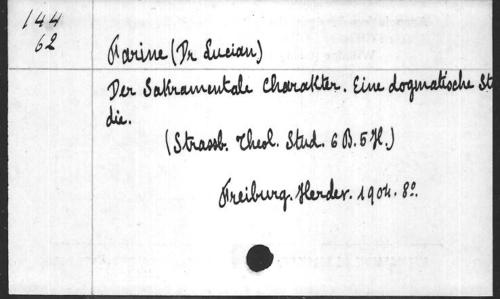 144
62
Farine (Dr Lucian)
Der Sakramentale Charakter. Eine dogmatische Stu
die.
(Strassb. Theol. Stud. 6 B. 5 H.)
Freiburg. Herder. 1904. 8°.